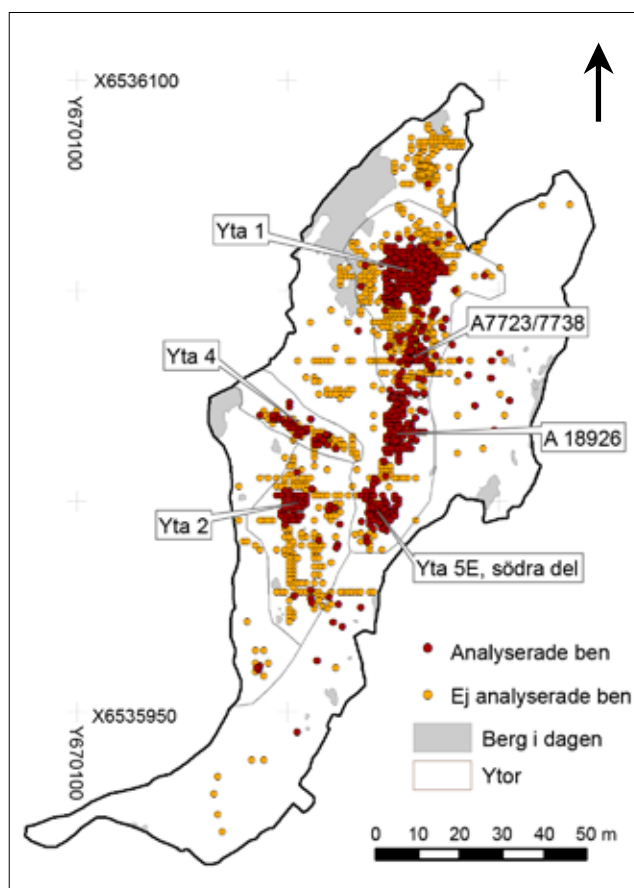 X6536100
Y670100
Yta 1
A7723/7738
Yta 4
A 18926
Yta 2
Yta 5E, södra del
Analyserade ben
Ej analyserade ben
X6535950
Y670100
Berg i dagen
Ytor
0 10 20 30 40 50 m